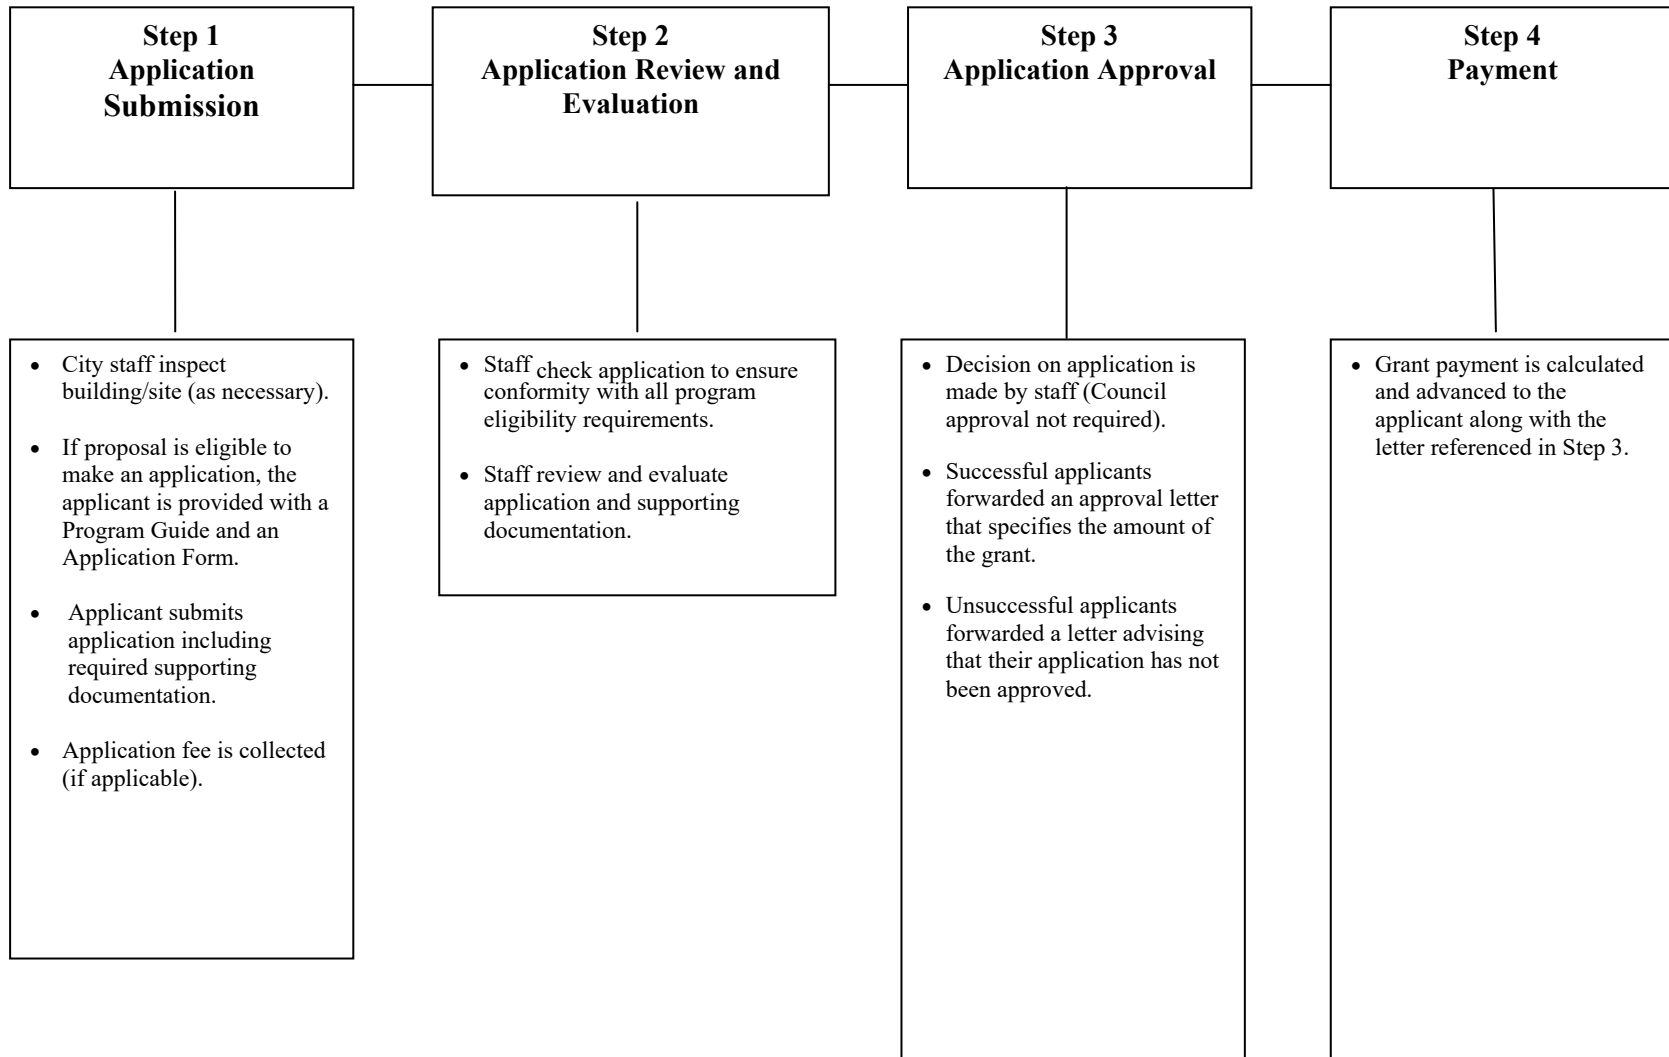 Step 1
Application
Submission
Step 2
Application Review and
Evaluation
Step 3
Application Approval
Step 4
Payment
• City staff inspect
building/site (as necessary).
• If proposal is eligible to
make an application, the
applicant is provided with a
Program Guide and an
Application Form.
• Applicant submits
application including
required supporting
documentation.
• Application fee is collected
(if applicable).
• Staff check application to ensure
conformity with all program
eligibility requirements.
• Staff review and evaluate
application and supporting
documentation.
• Decision on application is
made by staff (Council
approval not required).
• Successful applicants
forwarded an approval letter
that specifies the amount of
the grant.
• Unsuccessful applicants
forwarded a letter advising
that their application has not
been approved.
• Grant payment is calculated
and advanced to the
applicant along with the
letter referenced in Step 3.